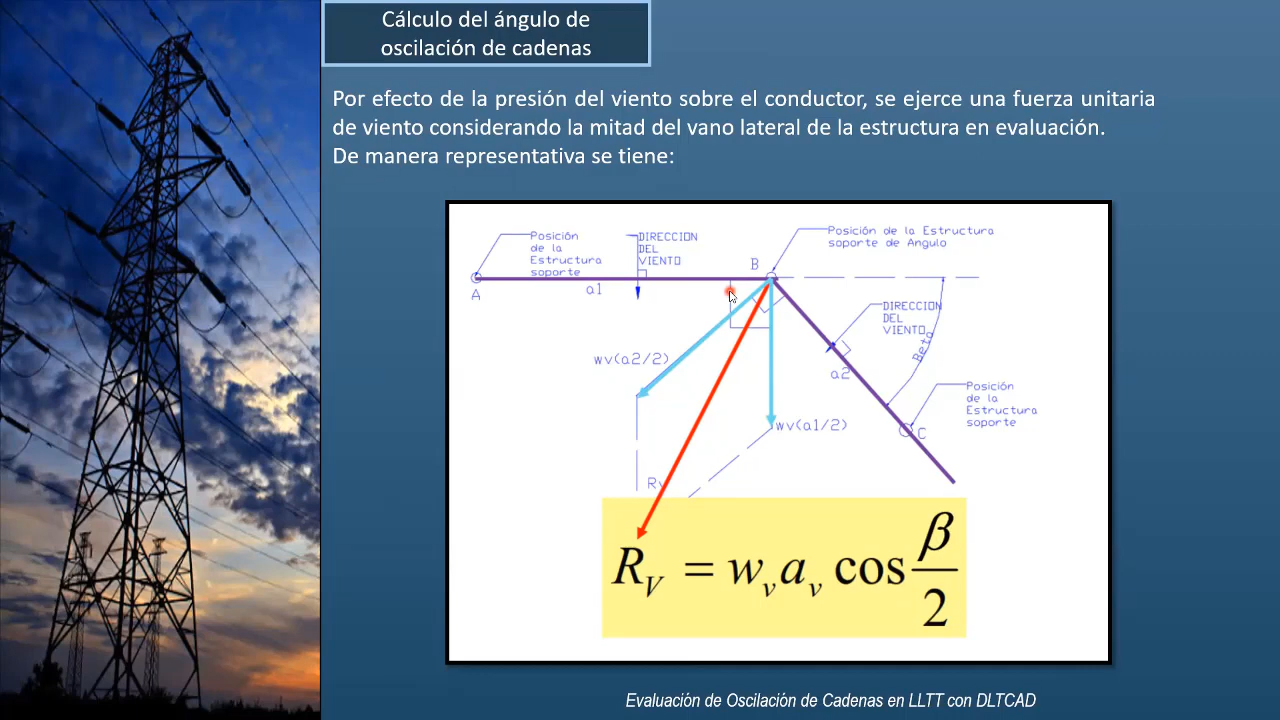 Cálculo del ángulo de
oscilación de cadenas
Por efecto de la presión del viento sobre el conductor, se ejerce una fuerza unitaria
de viento considerando la mitad del vano lateral de la estructura en evaluación.
De manera representativa se tiene:
Posición
de la
Estructura
soporte
DIRECCION
DEL
VIENTO
Posición de la Estructura
soporte de Angulo
B
A
a1
DIRECCION
DEL
VIENTO
Beta
wv(a2/2)
a2
Posición
de la
Estructura
soporte
wv(a1/2)
C
R_V = w_v a_v cos β/2
Evaluación de Oscilación de Cadenas en LLTT con DLTCAD